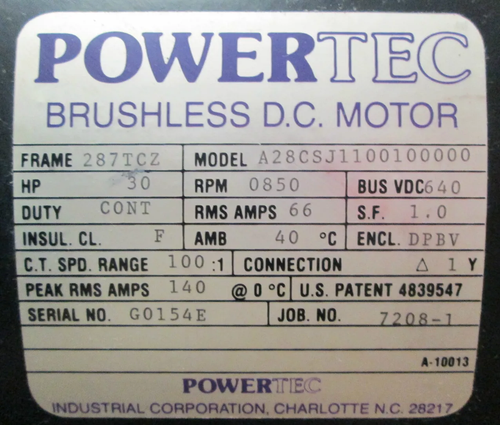 POWERTEC
BRUSHLESS D.C. MOTOR
FRAME 287TCZ MODEL A28CSJ1100100000
HP 30 RPM 0850 BUS VDC 640
DUTY CONT RMS AMPS 66 S.F. 1.0
INSUL. CL. F AMB 40 °C ENCL. DPBV
C.T. SPD. RANGE 100 :1 CONNECTION △ 1 Y
PEAK RMS AMPS 140 @ 0 °C U.S. PATENT 4839547
SERIAL NO. G0154E JOB. NO. 7208-1
A-10013
POWERTEC
INDUSTRIAL CORPORATION, CHARLOTTE N.C. 28217